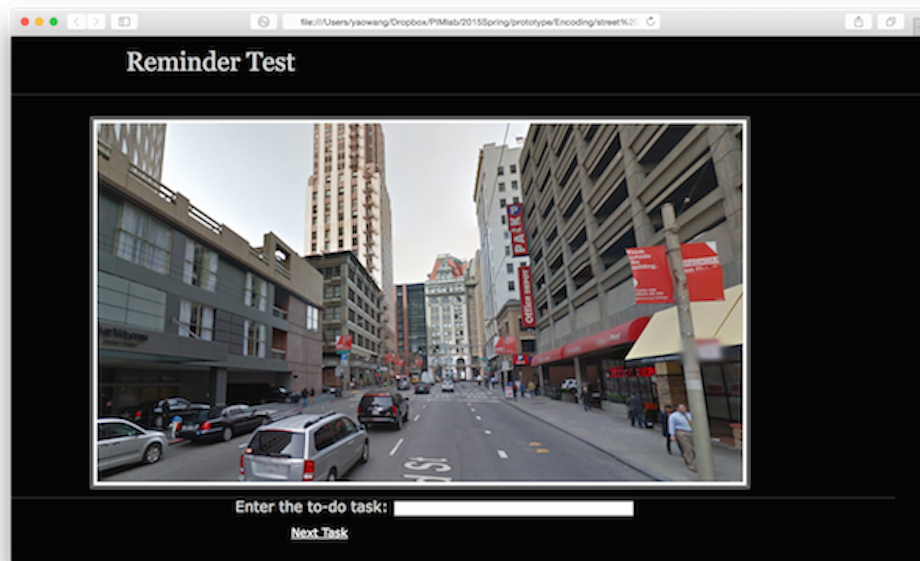 file:///Users/yaowang/Dropbox/PIMlab/2015Spring/prototype/Encoding/street%20
Reminder Test
PARK
Office DEPOT
d St
Enter the to-do task:
Next Task